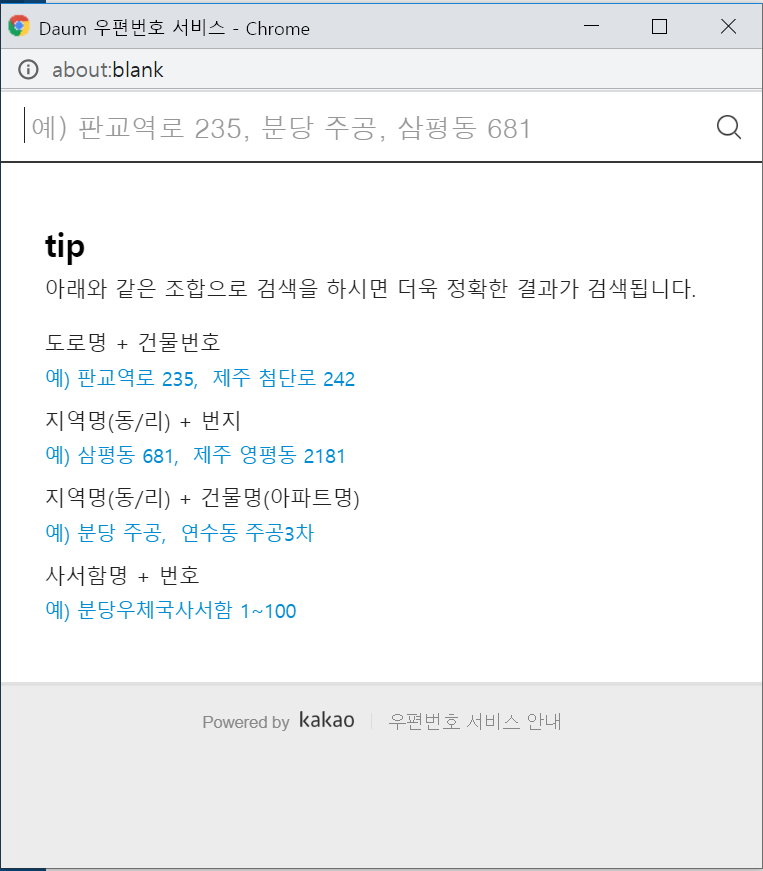 Daum 우편번호 서비스 - Chrome
about:blank
예) 판교역로 235, 분당 주공, 삼평동 681
tip
아래와 같은 조합으로 검색을 하시면 더욱 정확한 결과가 검색됩니다.
도로명 + 건물번호
예) 판교역로 235, 제주 첨단로 242
지역명(동/리) + 번지
예) 삼평동 681, 제주 영평동 2181
지역명(동/리) + 건물명(아파트명)
예) 분당 주공, 연수동 주공3차
사서함명 + 번호
예) 분당우체국사서함 1~100
Powered by kakao 우편번호 서비스 안내